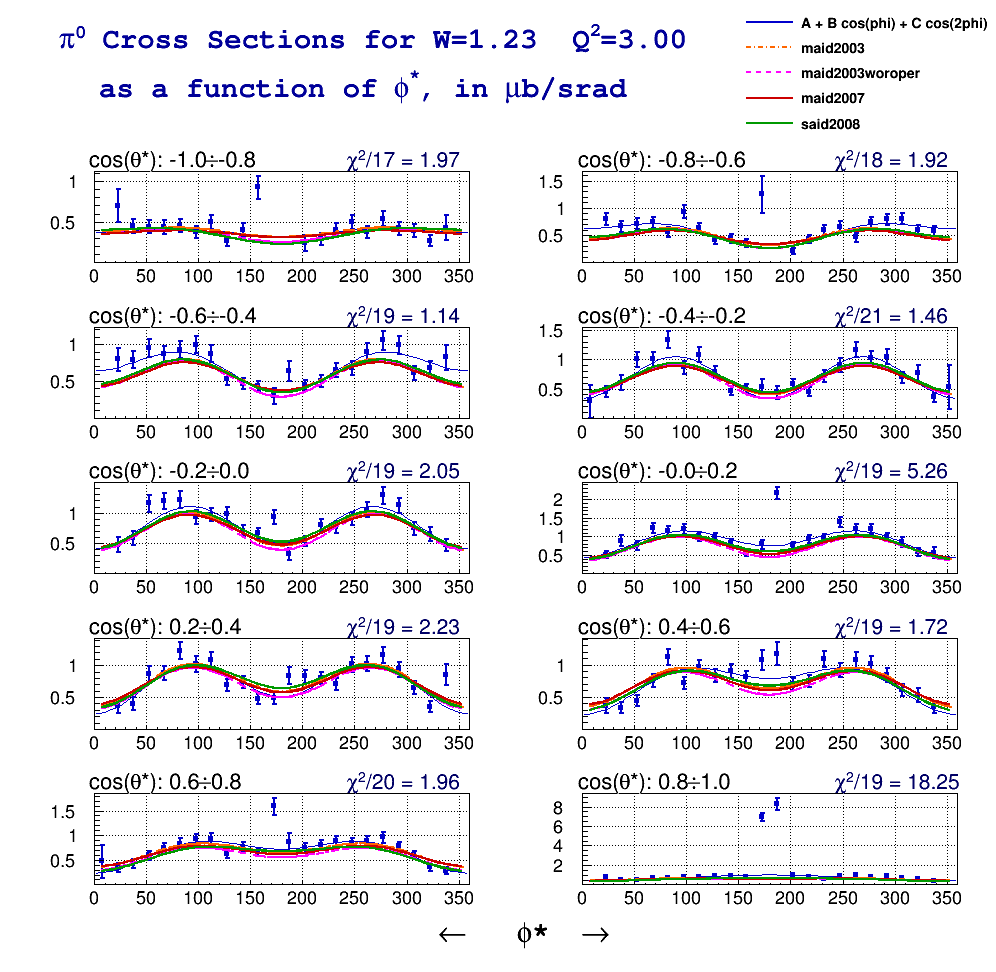 π⁰ Cross Sections for W=1.23 Q²=3.00
as a function of ϕ*, in μb/srad
A + B cos(phi) + C cos(2phi)
maid2003
maid2003woroper
maid2007
said2008
cos(θ*): -1.0÷-0.8 χ²/17 = 1.97
1
0.5
0 50 100 150 200 250 300 350
cos(θ*): -0.8÷-0.6 χ²/18 = 1.92
1.5
1
0.5
0 50 100 150 200 250 300 350
cos(θ*): -0.6÷-0.4 χ²/19 = 1.14
1
0.5
0 50 100 150 200 250 300 350
cos(θ*): -0.4÷-0.2 χ²/21 = 1.46
1.5
1
0.5
0 50 100 150 200 250 300 350
cos(θ*): -0.2÷0.0 χ²/19 = 2.05
1
0.5
0 50 100 150 200 250 300 350
cos(θ*): -0.0÷0.2 χ²/19 = 5.26
2
1.5
1
0.5
0 50 100 150 200 250 300 350
cos(θ*): 0.2÷0.4 χ²/19 = 2.23
1
0.5
0 50 100 150 200 250 300 350
cos(θ*): 0.4÷0.6 χ²/19 = 1.72
1
0.5
0 50 100 150 200 250 300 350
cos(θ*): 0.6÷0.8 χ²/20 = 1.96
1.5
1
0.5
0 50 100 150 200 250 300 350
cos(θ*): 0.8÷1.0 χ²/19 = 18.25
8
6
4
2
0 50 100 150 200 250 300 350
← ϕ* →